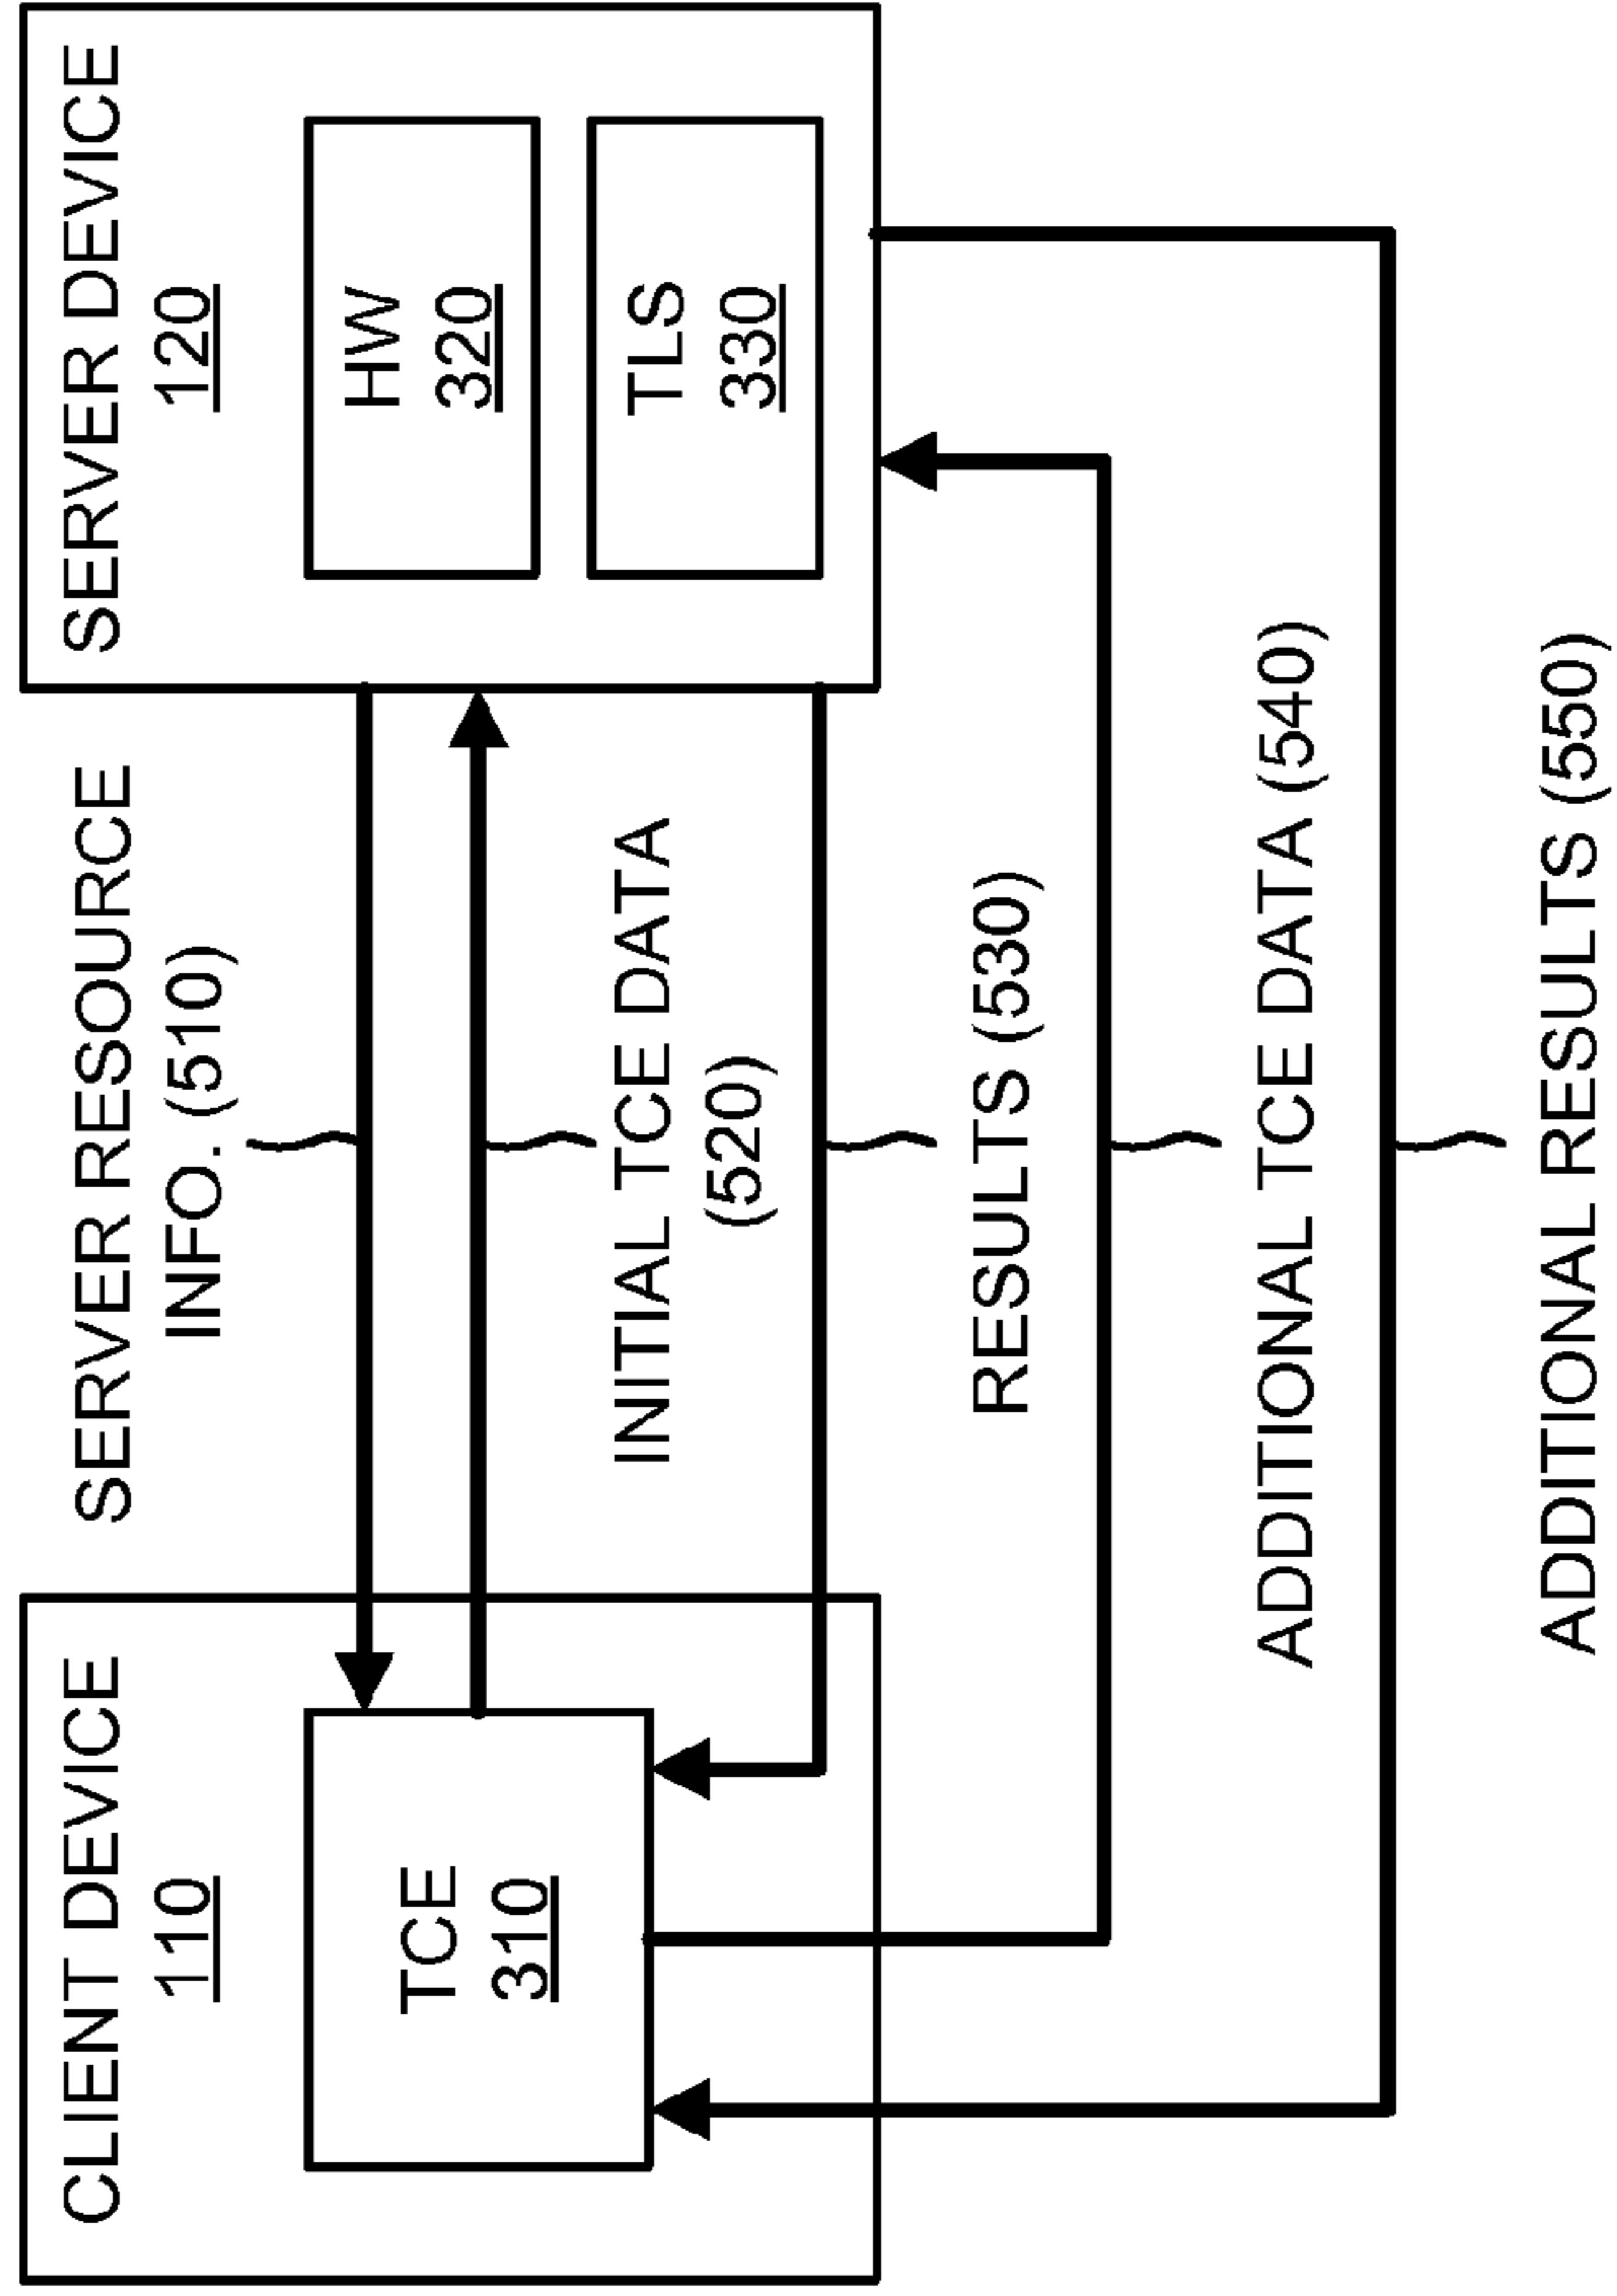 CLIENT DEVICE
110
TCE
310
SERVER RESOURCE
INFO. (510)
INITIAL TCE DATA
(520)
RESULTS (530)
ADDITIONAL TCE DATA (540)
ADDITIONAL RESULTS (550)
SERVER DEVICE
120
HW
320
TLS
330